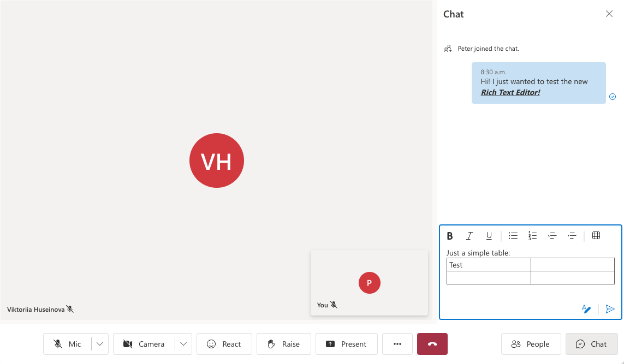 Chat
Peter joined the chat.
8:30 a.m.
Hi! I just wanted to test the new
Rich Text Editor!
VH
P
You
Viktoriia Huseinova
B I U
Just a simple table:
Test
Mic
Camera
React
Raise
Present
People
Chat